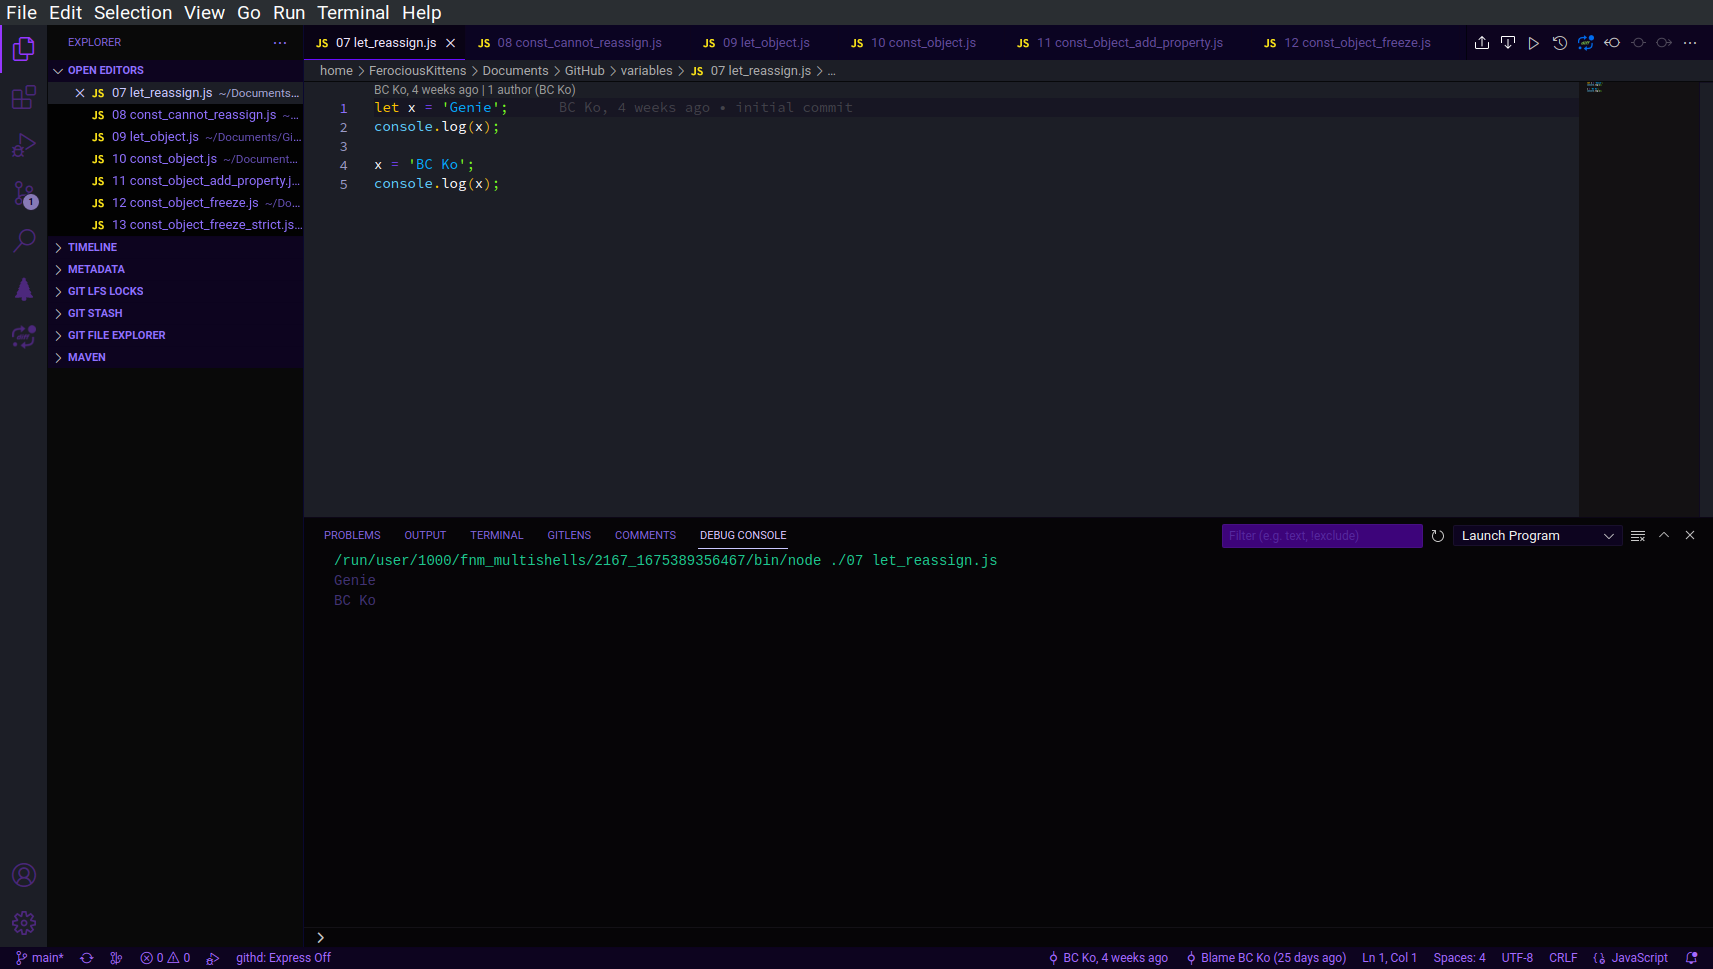 File Edit Selection View Go Run Terminal Help
EXPLORER
JS 07 let_reassign.js
JS 08 const_cannot_reassign.js
JS 09 let_object.js
JS 10 const_object.js
JS 11 const_object_add_property.js
JS 12 const_object_freeze.js
OPEN EDITORS
JS 07 let_reassign.js ~/Documents...
JS 08 const_cannot_reassign.js ~...
JS 09 let_object.js ~/Documents/Gi...
JS 10 const_object.js ~/Document...
JS 11 const_object_add_property.j...
JS 12 const_object_freeze.js ~/Do...
JS 13 const_object_freeze_strict.js...
TIMELINE
METADATA
GIT LFS LOCKS
GIT STASH
GIT FILE EXPLORER
MAVEN
home > FerociousKittens > Documents > GitHub > variables > JS 07 let_reassign.js > ...
BC Ko, 4 weeks ago | 1 author (BC Ko)
1 let x = 'Genie'; BC Ko, 4 weeks ago • initial commit
2 console.log(x);
3
4 x = 'BC Ko';
5 console.log(x);
PROBLEMS OUTPUT TERMINAL GITLENS COMMENTS DEBUG CONSOLE
Filter (e.g. text, !exclude)
Launch Program
/run/user/1000/fnm_multishells/2167_1675389356467/bin/node ./07 let_reassign.js
Genie
BC Ko
>
1
main* 0 0 githd: Express Off
BC Ko, 4 weeks ago Blame BC Ko (25 days ago) Ln 1, Col 1 Spaces: 4 UTF-8 CRLF {} JavaScript